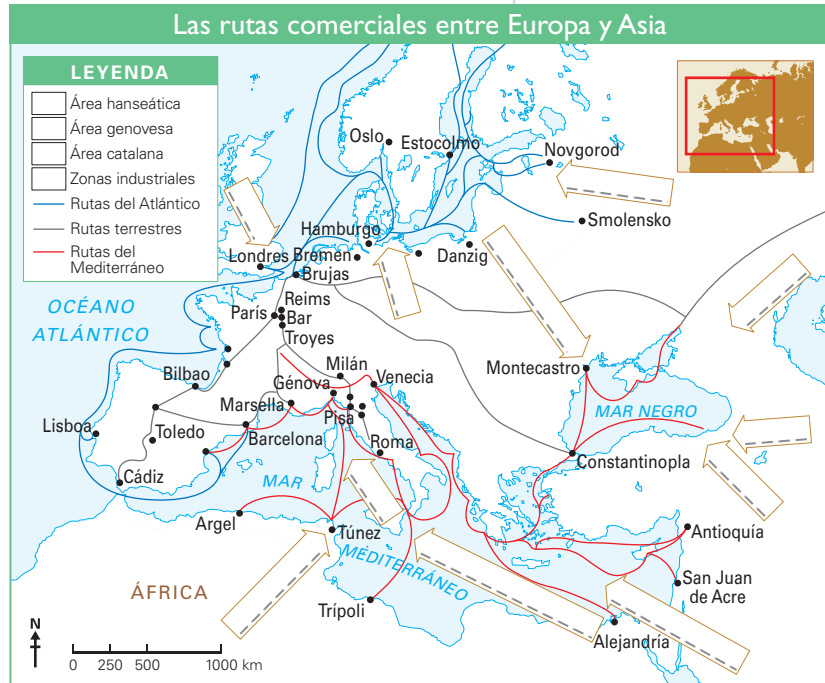 Las rutas comerciales entre Europa y Asia
LEYENDA
Área hanseática
Área genovesa
Área catalana
Zonas industriales
Rutas del Atlántico
Rutas terrestres
Rutas del
Mediterráneo
Oslo
Estocolmo
Novgorod
Smolensko
Hamburgo
Londres
Bremen
Danzig
Brujas
OCÉANO
ATLÁNTICO
Reims
París
Bar
Troyes
Milán
Montecastro
Bilbao
Génova
Venecia
Marsella
Pisa
MAR NEGRO
Lisboa
Toledo
Barcelona
Roma
Constantinopla
Cádiz
MAR
Argel
Túnez
Antioquía
MEDITERRÁNEO
ÁFRICA
San Juan
de Acre
Trípoli
Alejandría
N
0 250 500 1000 km